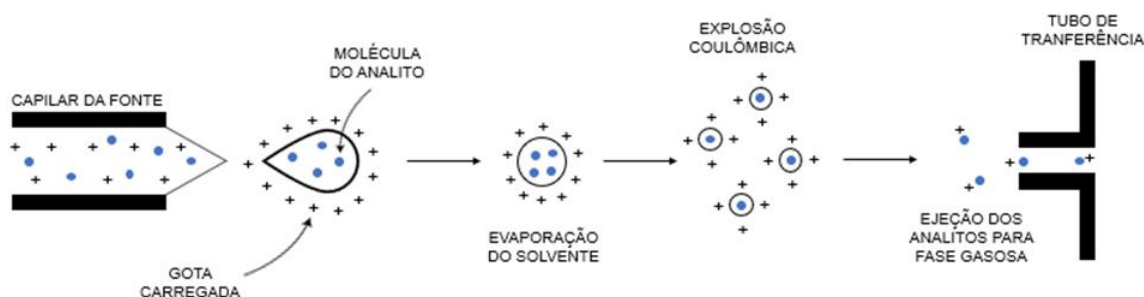 CAPILAR DA FONTE
MOLÉCULA
DO ANALITO
GOTA
CARREGADA
EVAPORAÇÃO
DO SOLVENTE
EXPLOSÃO
COULÔMBICA
EJEÇÃO DOS
ANALITOS PARA
FASE GASOSA
TUBO DE
TRANFERÊNCIA